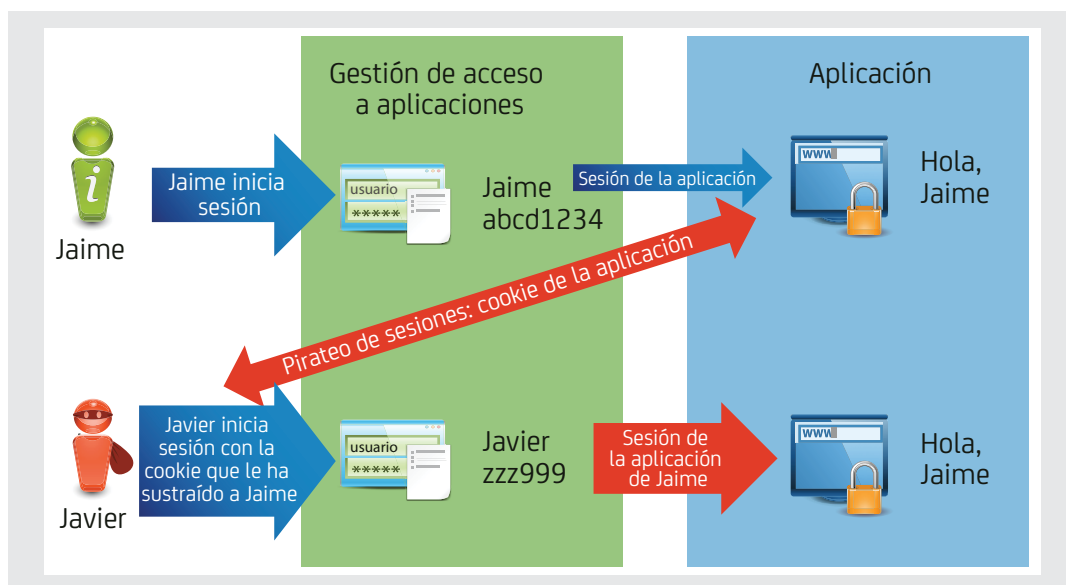 Gestión de acceso
a aplicaciones
Aplicación
Jaime inicia
sesión
Jaime
usuario
*****
Jaime
abcd1234
Sesión de la aplicación
www
Hola,
Jaime
Pirateo de sesiones: cookie de la aplicación
Javier inicia
sesión con la
cookie que le ha
sustraído a Jaime
Javier
usuario
*****
Javier
zzz999
Sesión de
la aplicación
de Jaime
www
Hola,
Jaime